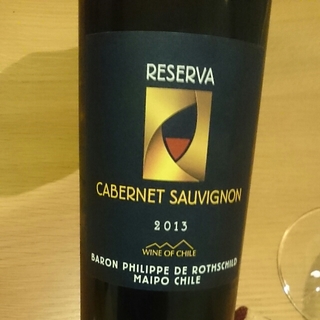 RESERVA
CABERNET SAUVIGNON
2013
WINE OF CHILE
BARON PHILIPPE DE ROTHSCHILD
MAIPO CHILE